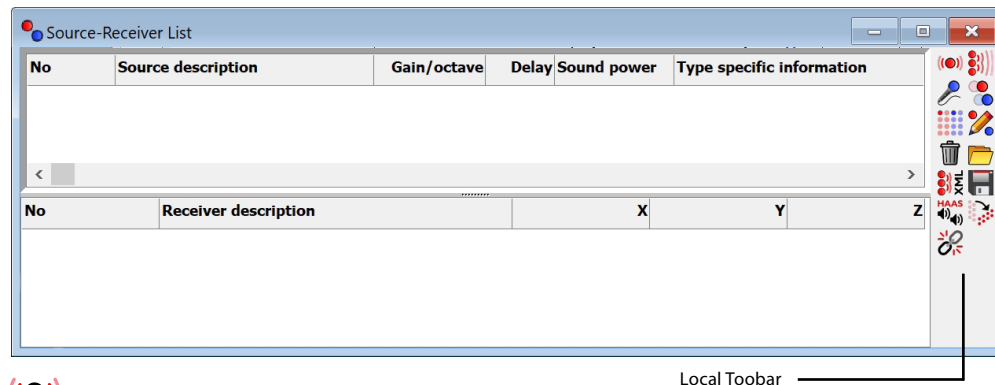 Source-Receiver List
No Source description Gain/octave Delay Sound power Type specific information
XML
HAAS
No Receiver description X Y Z
Local Toobar